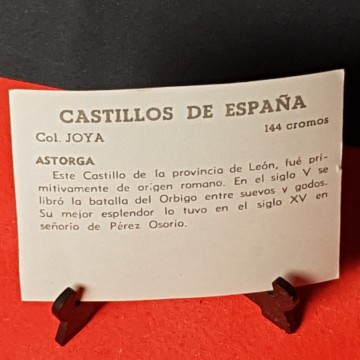 CASTILLOS DE ESPAÑA
Col. JOYA 144 cromos
ASTORGA
Este Castillo de la provincia de León, fué pri-
mitivamente de origen romano. En el siglo V se
libró la batalla del Orbigo entre suevos y godos.
Su mejor esplendor lo tuvo en el siglo XV en
señorio de Pérez Osorio.